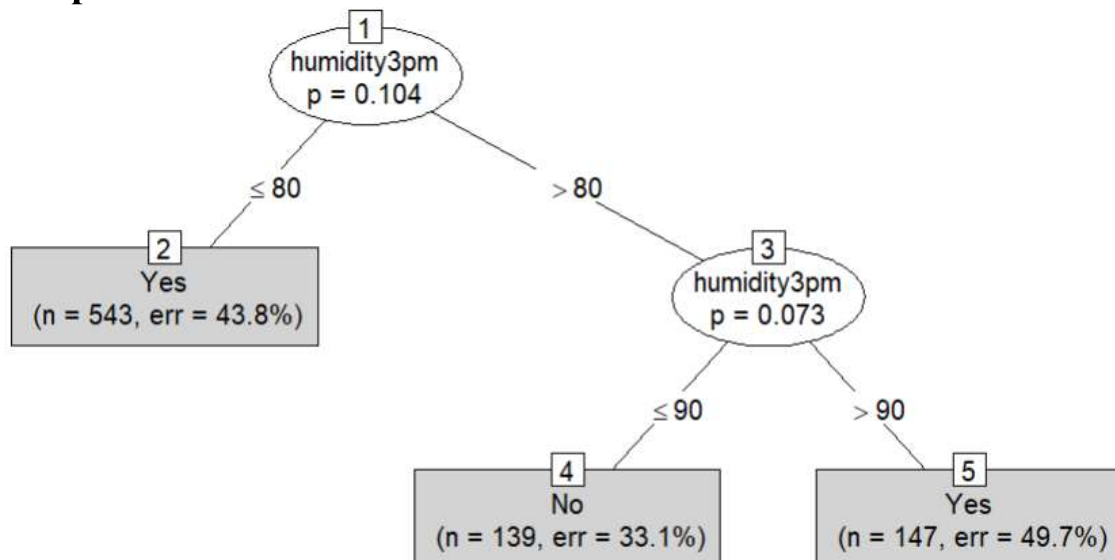 1
humidity3pm
p = 0.104
≤ 80
> 80
2
Yes
(n = 543, err = 43.8%)
3
humidity3pm
p = 0.073
≤ 90
> 90
4
No
(n = 139, err = 33.1%)
5
Yes
(n = 147, err = 49.7%)